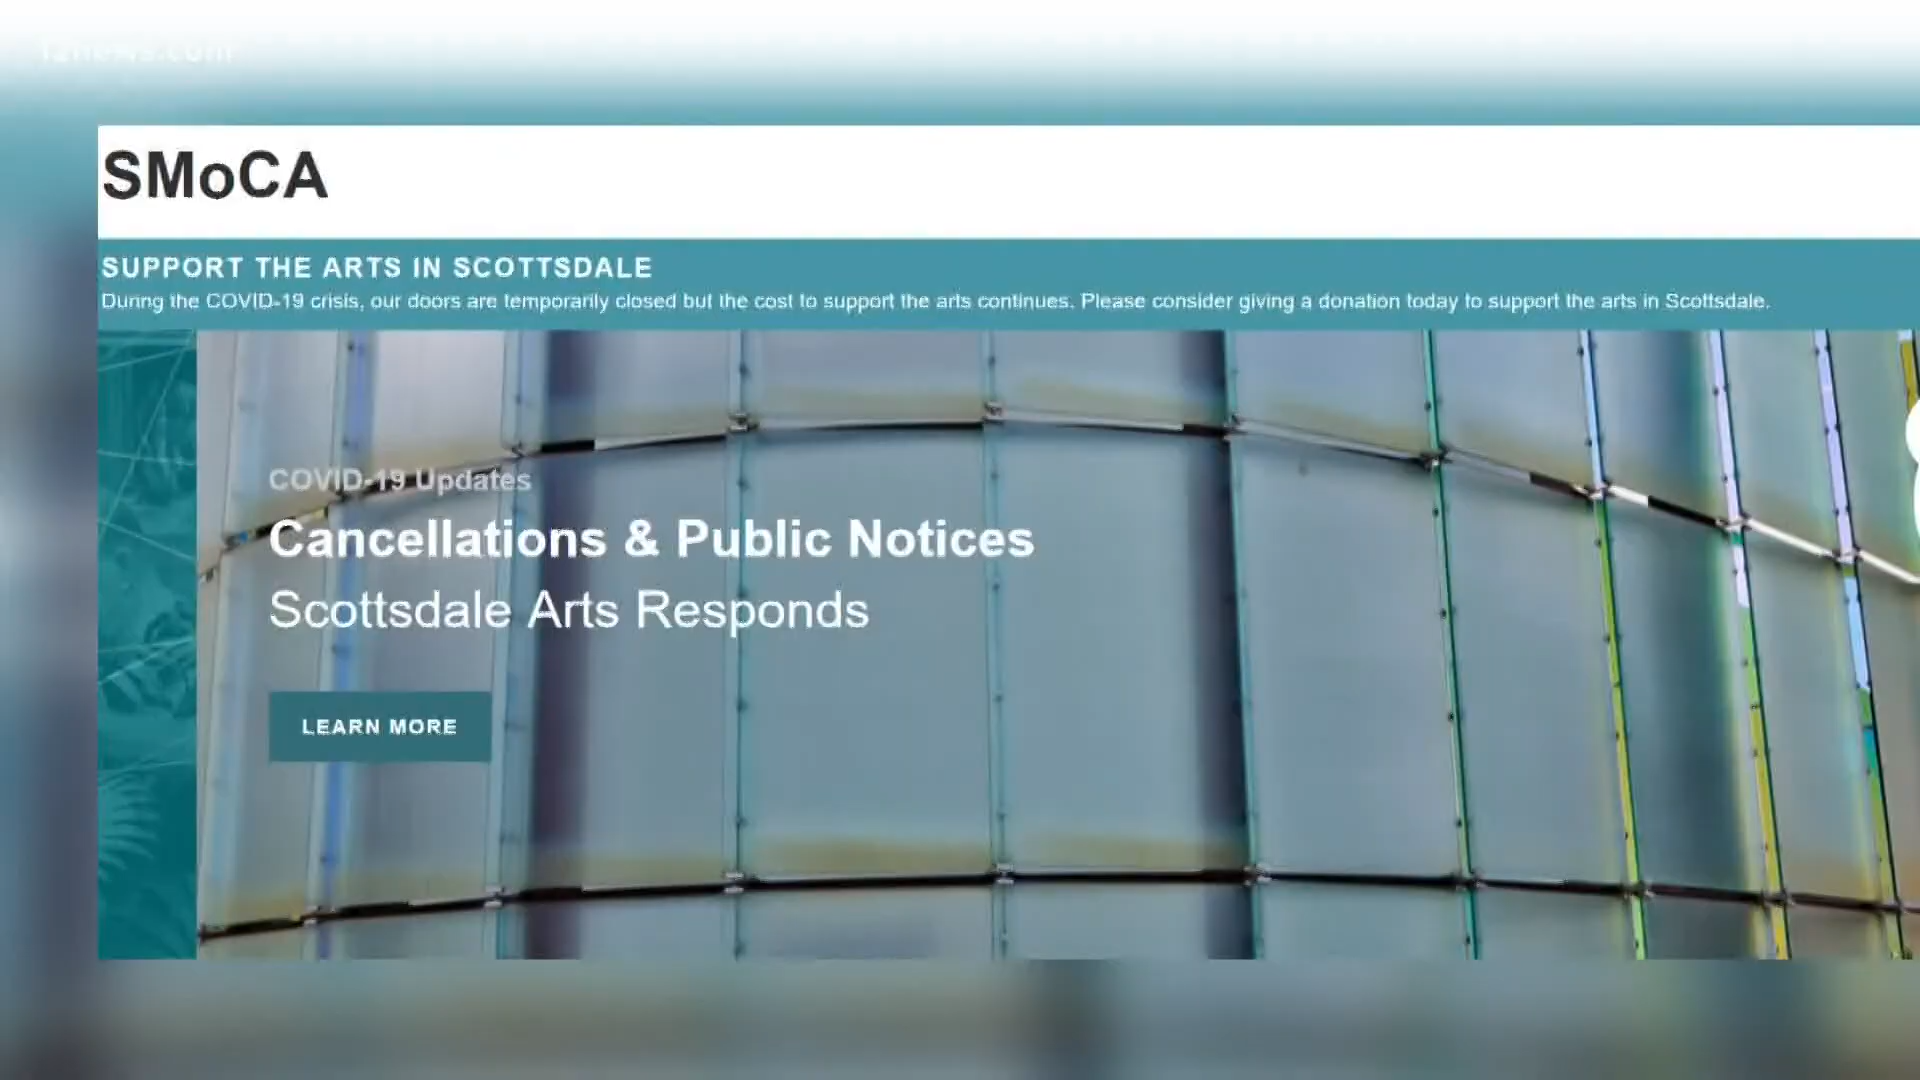 12news.com
SMoCA
SUPPORT THE ARTS IN SCOTTSDALE
During the COVID-19 crisis, our doors are temporarily closed but the cost to support the arts continues. Please consider giving a donation today to support the arts in Scottsdale.
COVID-19 Updates
Cancellations & Public Notices
Scottsdale Arts Responds
LEARN MORE